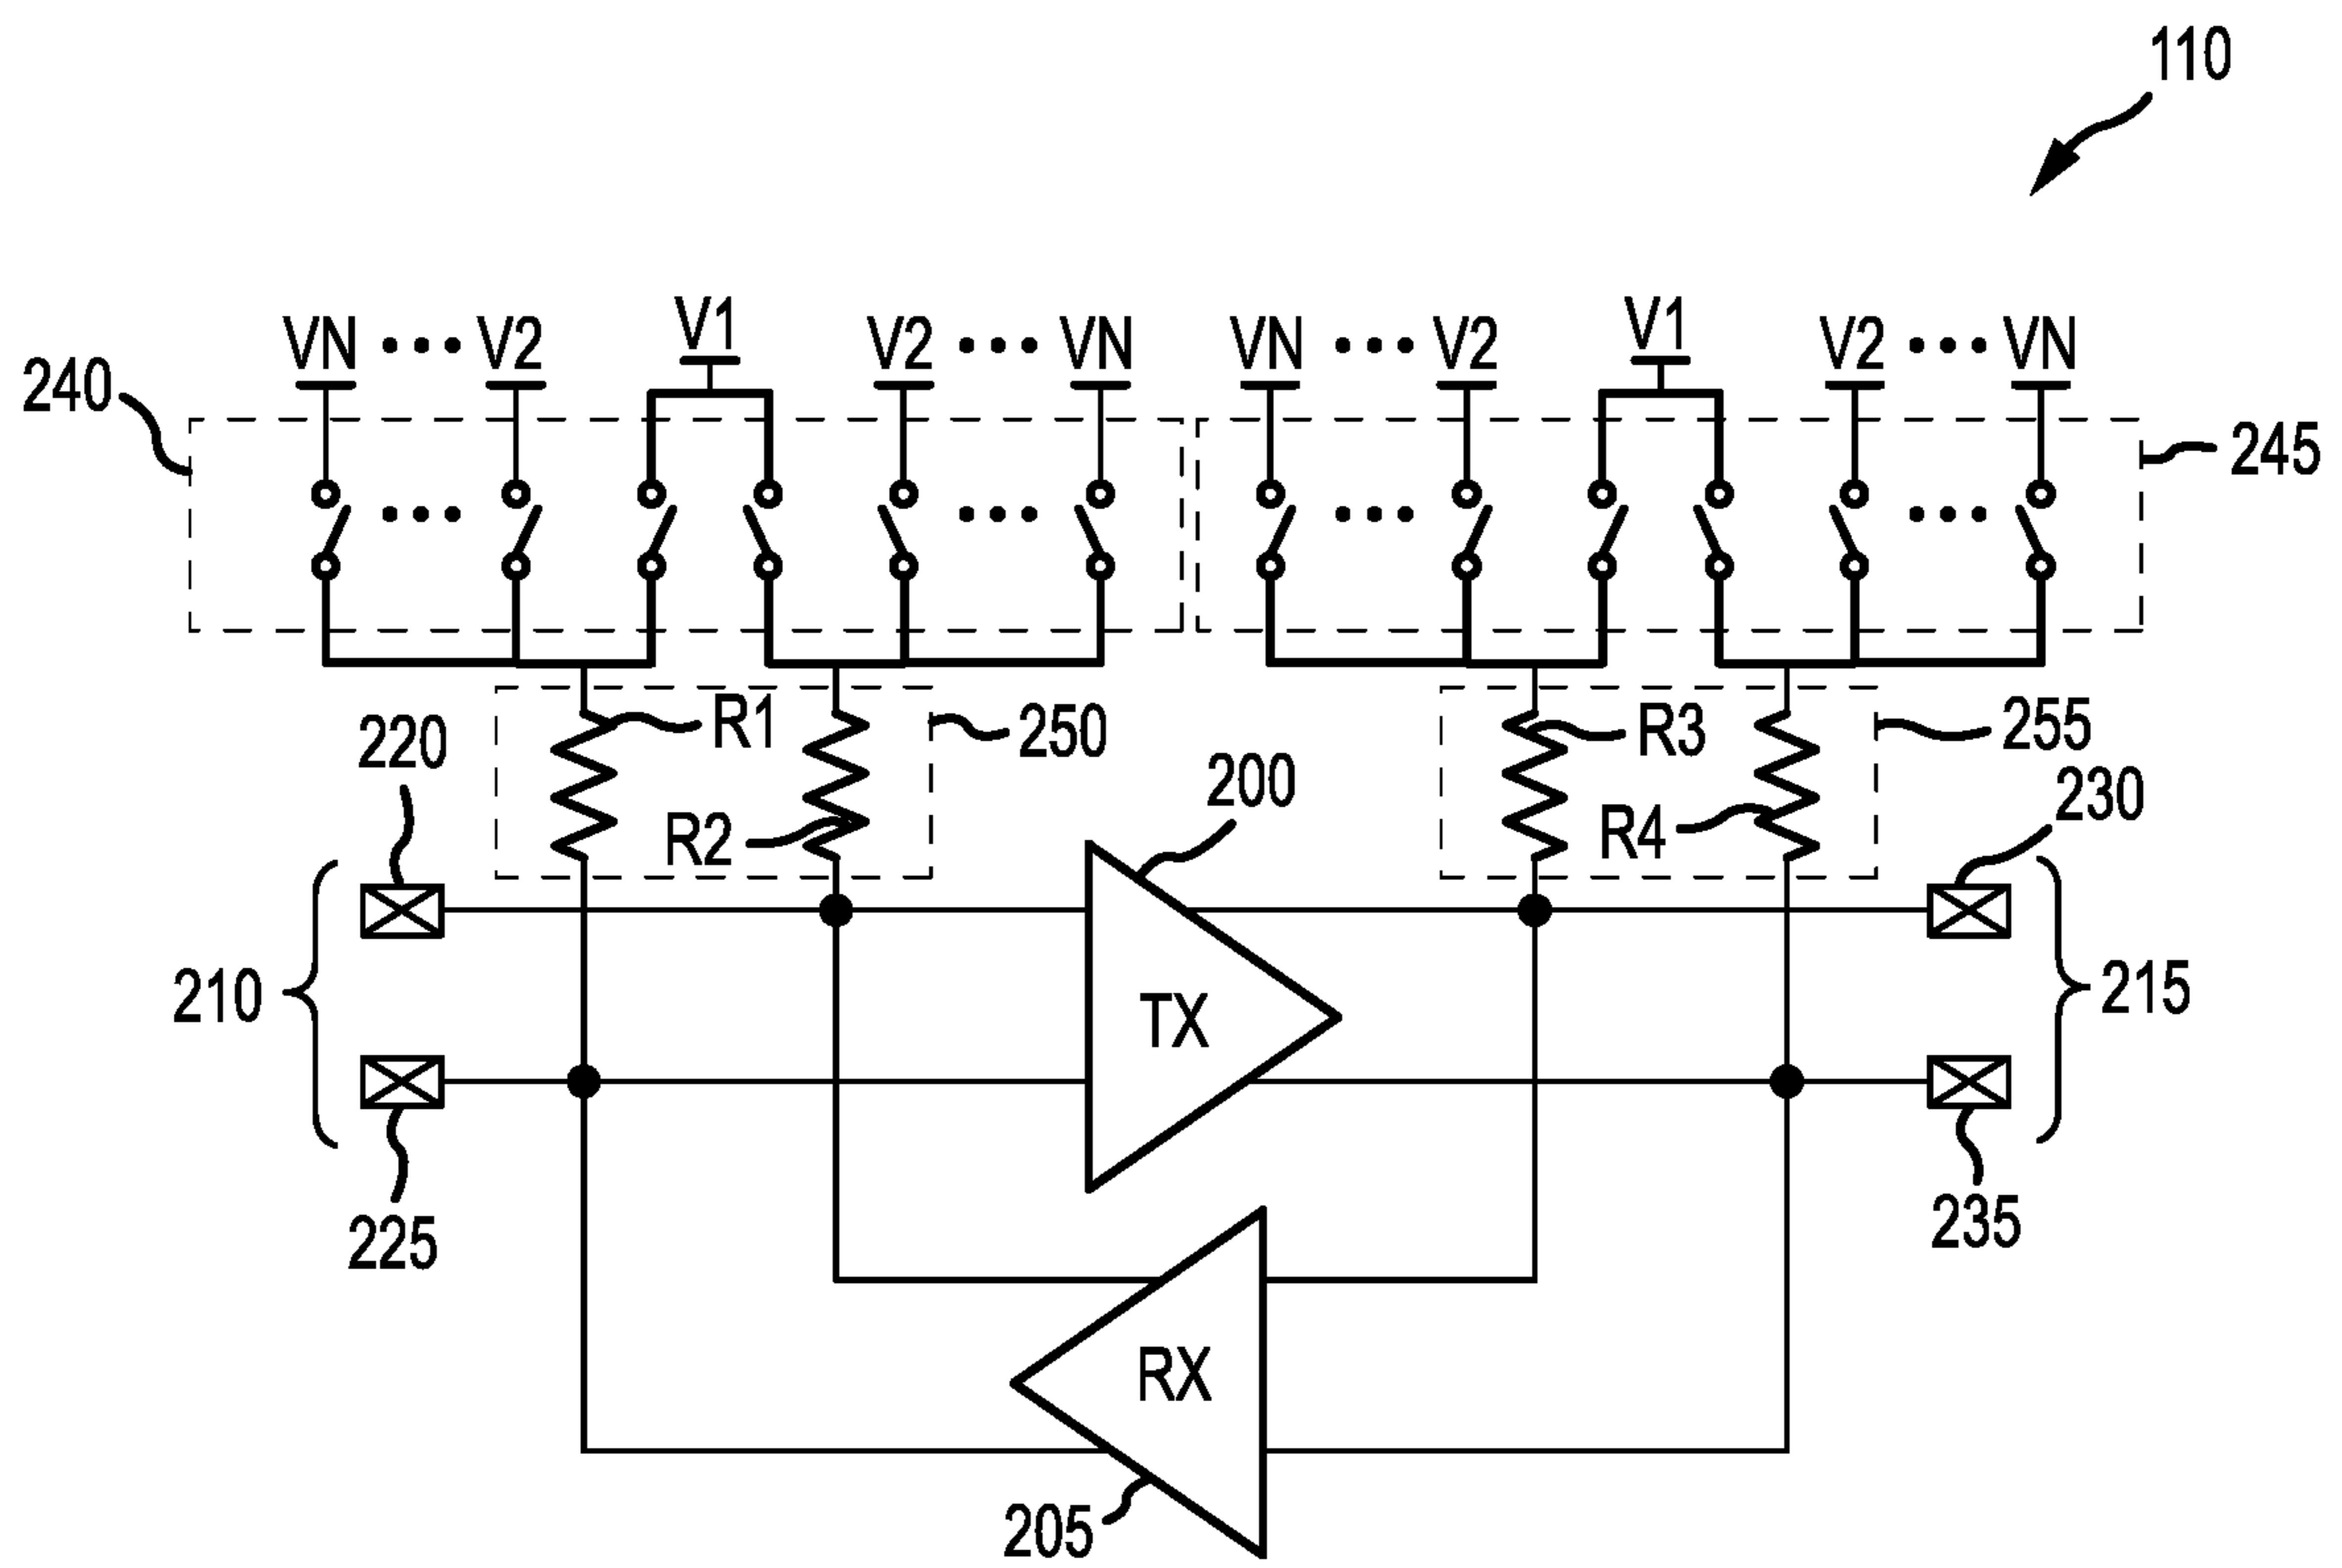 110
VN ••• V2 V1 V2 ••• VN VN ••• V2 V1 V2 ••• VN
240
245
••• ••• ••• •••
220 R1 250 R3 255
200 230
R2 R4
210 TX 215
225 235
RX
205